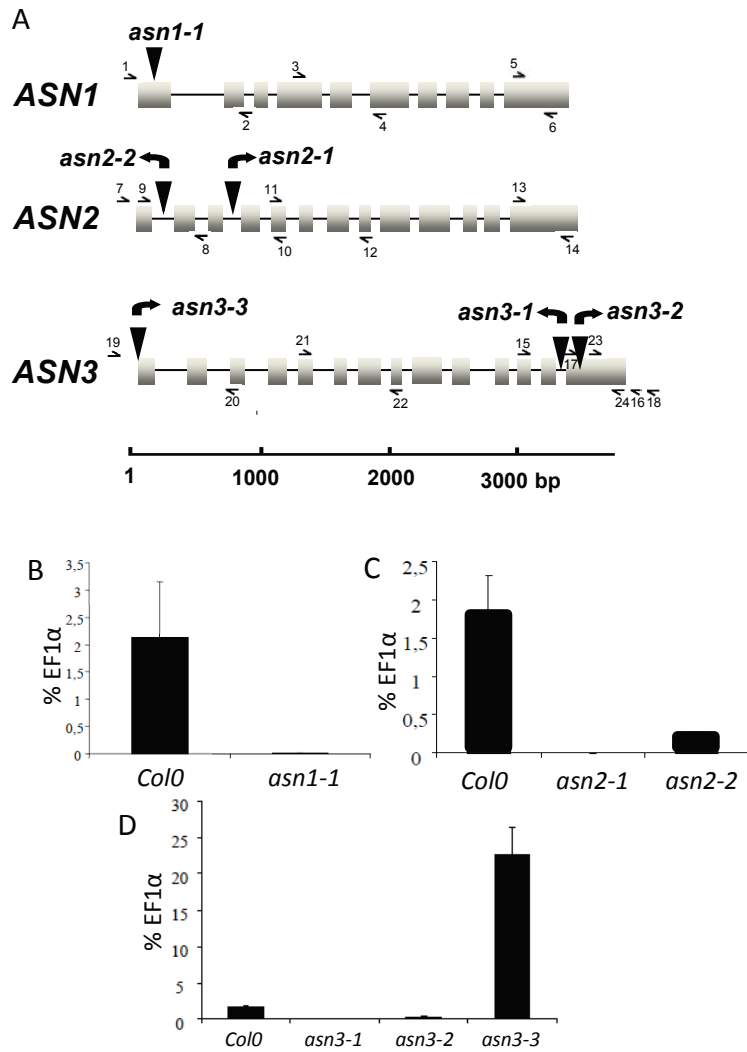 A
asn1-1
1 3 5
ASN1
2 4 6
asn2-2 asn2-1
7 9 11 13
ASN2
8 10 12 14
asn3-3 asn3-1 asn3-2
19 21 15 17 23
ASN3
20 22 24 16 18
1 1000 2000 3000 bp
B
% EF1α
3,5
3
2,5
2
1,5
1
0,5
0
Col0 asn1-1
C
% EF1α
2,5
2
1,5
1
0,5
0
Col0 asn2-1 asn2-2
D
% EF1α
30
25
20
15
10
5
0
Col0 asn3-1 asn3-2 asn3-3